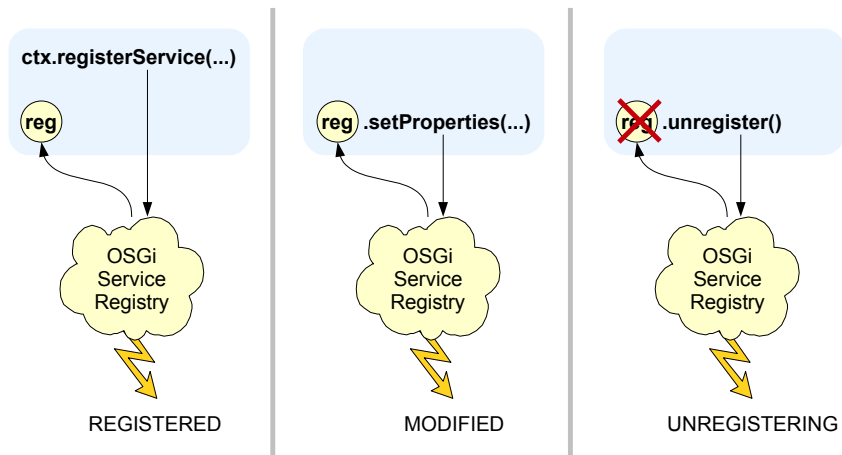 ctx.registerService(...)
reg
OSGi
Service
Registry
REGISTERED
reg .setProperties(...)
OSGi
Service
Registry
MODIFIED
reg .unregister()
OSGi
Service
Registry
UNREGISTERING